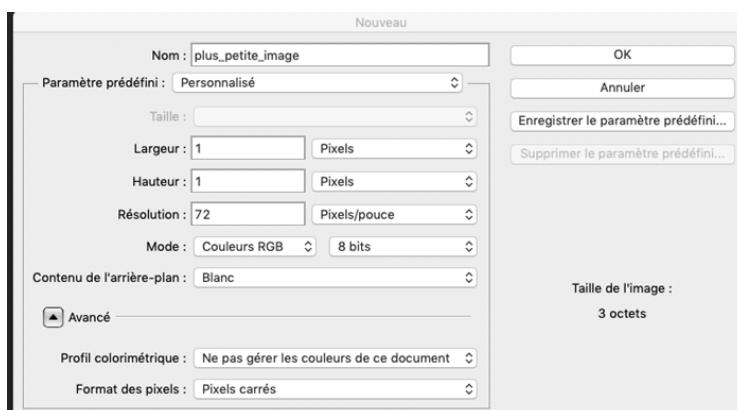 Nouveau
Nom : plus_petite_image
OK
Paramètre prédéfini : Personnalisé
Annuler
Taille :
Enregistrer le paramètre prédéfini...
Largeur : 1 Pixels
Supprimer le paramètre prédéfini...
Hauteur : 1 Pixels
Résolution : 72 Pixels/pouce
Mode : Couleurs RGB 8 bits
Contenu de l'arrière-plan : Blanc
Taille de l'image :
3 octets
Avancé
Profil colorimétrique : Ne pas gérer les couleurs de ce document
Format des pixels : Pixels carrés